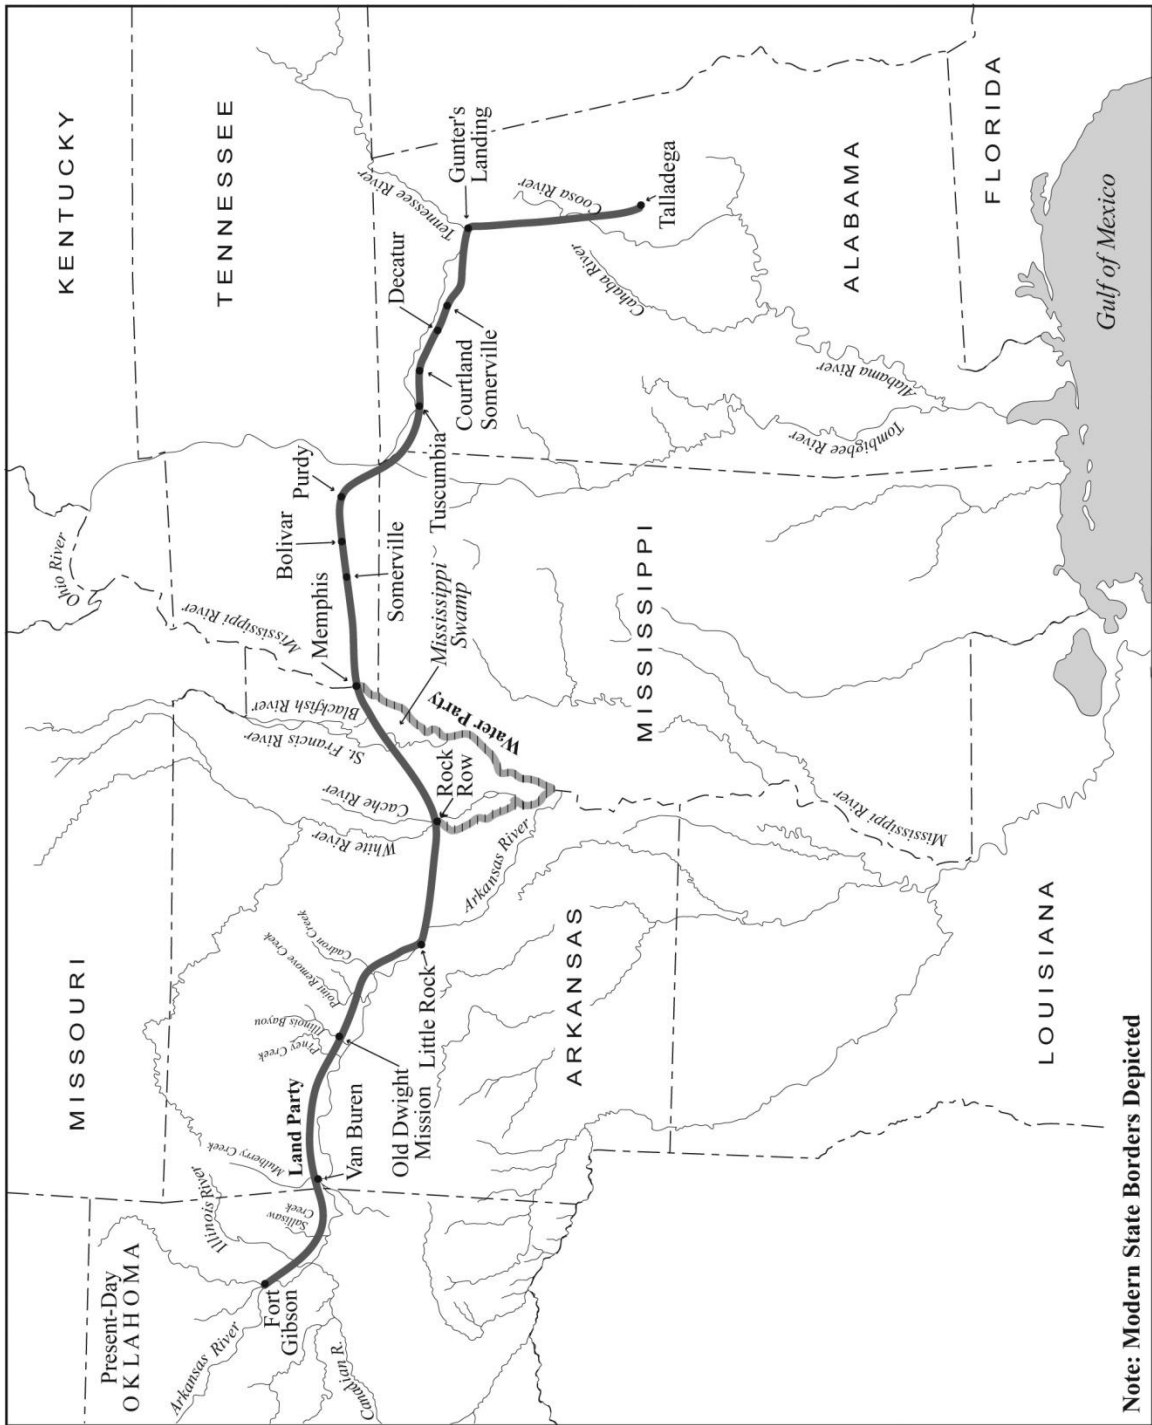 KENTUCKY
TENNESSEE
MISSOURI
Present-Day
OKLAHOMA
Ohio River
Mississippi River
Tennessee River
Gunter's
Landing
Decatur
Purdy
Bolivar
Memphis
Blackfish River
St. Francis River
Cache River
White River
Cadron Creek
Point Remove Creek
Illinois Bayou
Piney Creek
Land Party
Mulberry Creek
Illinois River
Sallisaw
Creek
Arkansas River
Fort
Gibson
Canadian R.
Van Buren
Old Dwight
Mission
Little Rock
Arkansas River
Rock
Row
Water Party
Mississippi
Swamp
Somerville
Tuscumbia
Courtland
Somerville
Coosa River
Talladega
Cahaba River
ALABAMA
Alabama River
Tombigbee River
MISSISSIPPI
Mississippi River
ARKANSAS
LOUISIANA
FLORIDA
Gulf of Mexico
Note: Modern State Borders Depicted